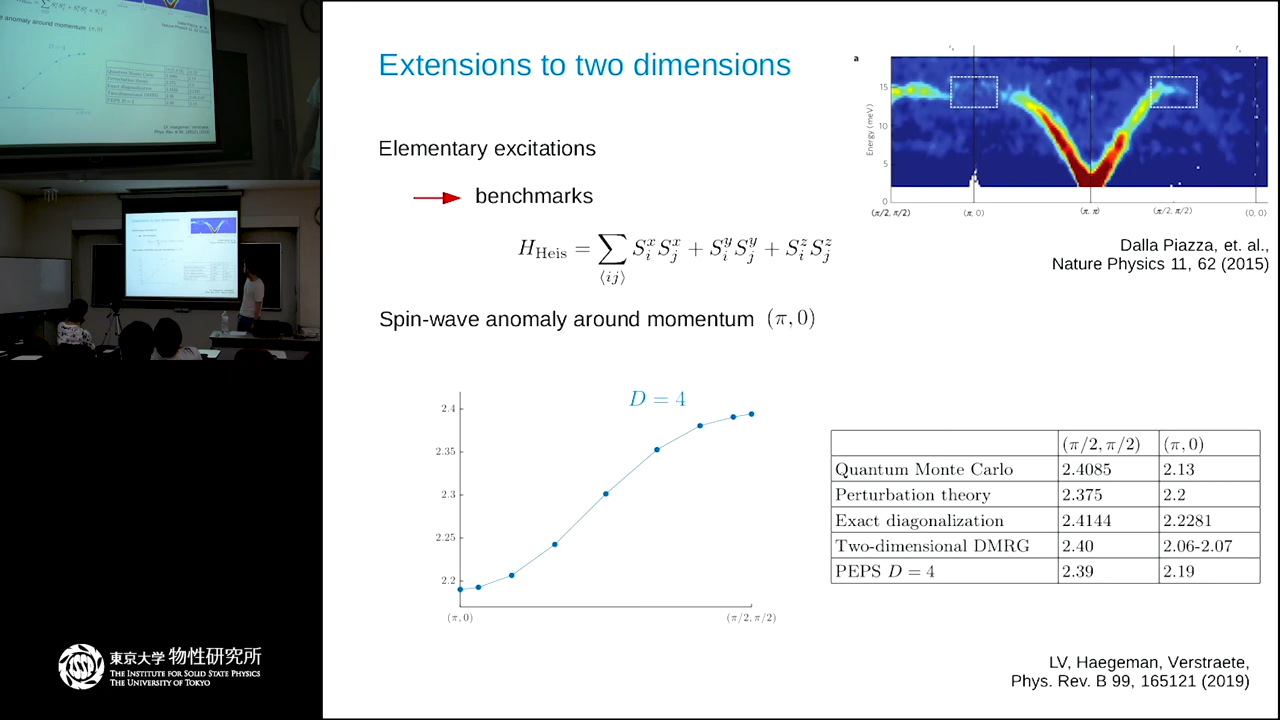 Extensions to two dimensions
Elementary excitations
benchmarks
H_Heis = ∑_⟨ij⟩ S_i^x S_j^x + S_i^y S_j^y + S_i^z S_j^z
Spin-wave anomaly around momentum (π, 0)
a
Energy (meV)
15
10
5
0
(π/2, π/2) (π, 0) (π, π) (π/2, π/2) (0, 0)
Dalla Piazza, et. al.,
Nature Physics 11, 62 (2015)
D = 4
2.4
2.35
2.3
2.25
2.2
(π, 0) (π/2, π/2)
(π/2, π/2) (π, 0)
Quantum Monte Carlo 2.4085 2.13
Perturbation theory 2.375 2.2
Exact diagonalization 2.4144 2.2281
Two-dimensional DMRG 2.40 2.06-2.07
PEPS D = 4 2.39 2.19
LV, Haegeman, Verstraete,
Phys. Rev. B 99, 165121 (2019)
東京大学 物性研究所
THE INSTITUTE FOR SOLID STATE PHYSICS
THE UNIVERSITY OF TOKYO